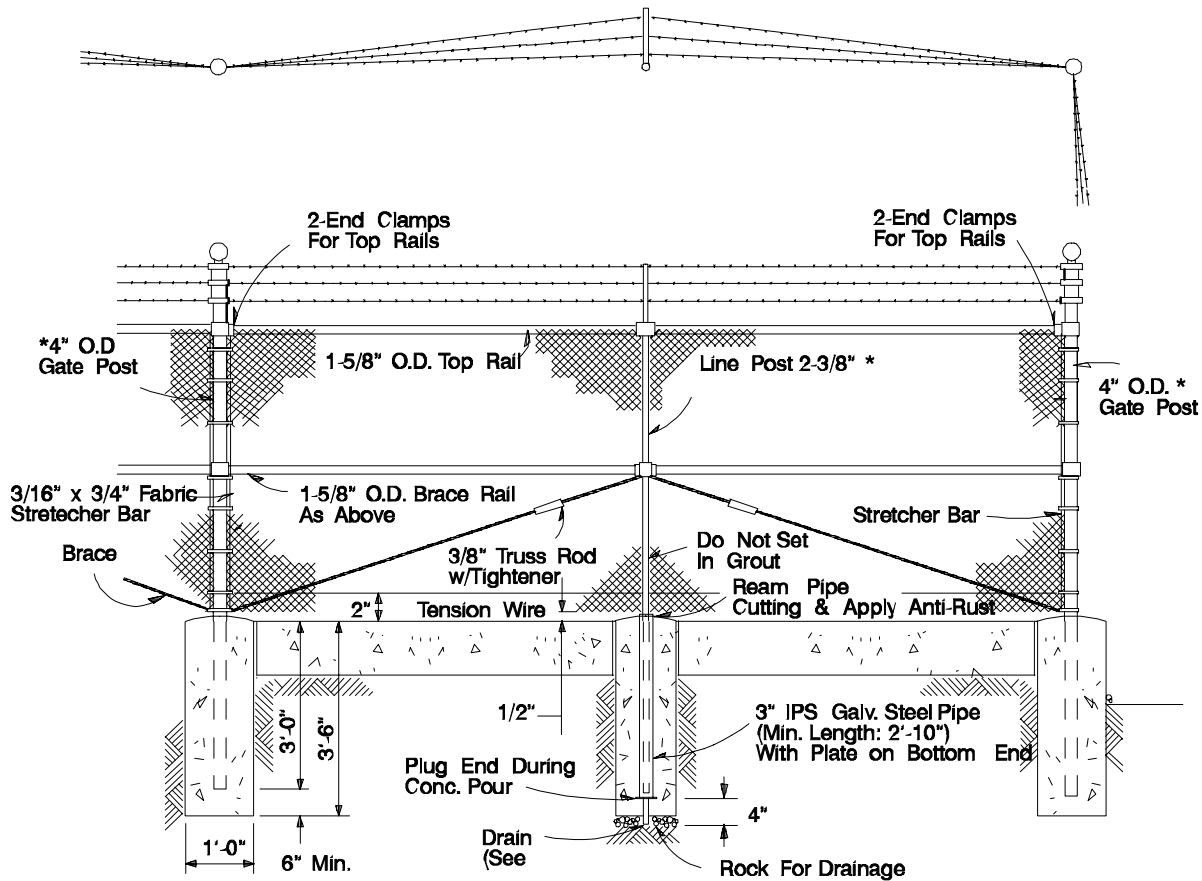 2-End Clamps
For Top Rails
2-End Clamps
For Top Rails
*4" O.D
Gate Post
1-5/8" O.D. Top Rail
Line Post 2-3/8" *
4" O.D. *
Gate Post
3/16" x 3/4" Fabric
Stretecher Bar
1-5/8" O.D. Brace Rail
As Above
Stretcher Bar
Brace
3/8" Truss Rod
w/Tightener
Do Not Set
In Grout
Ream Pipe
Cutting & Apply Anti-Rust
2"
Tension Wire
3'-0"
3'-6"
1/2"
3" IPS Galv. Steel Pipe
(Min. Length: 2'-10")
With Plate on Bottom End
Plug End During
Conc. Pour
4"
1'-0"
6" Min.
Drain
(See
Rock For Drainage